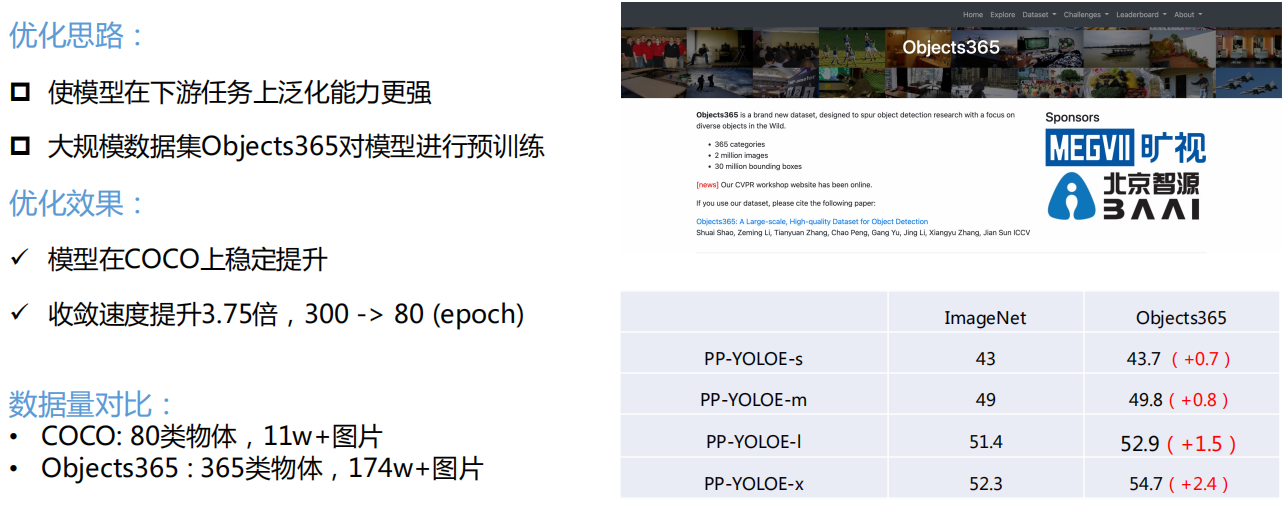 优化思路：
使模型在下游任务上泛化能力更强
大规模数据集Objects365对模型进行预训练
优化效果：
✓ 模型在COCO上稳定提升
✓ 收敛速度提升3.75倍，300 -> 80 (epoch)
数据量对比：
• COCO: 80类物体，11w+图片
• Objects365 : 365类物体，174w+图片
Home Explore Dataset Challenges Leaderboard About
Objects365
Objects365 is a brand new dataset, designed to spur object detection research with a focus on
diverse objects in the Wild.
• 365 categories
• 2 million images
• 30 million bounding boxes
[news] Our CVPR workshop website has been online.
If you use our dataset, please cite the following paper:
Objects365: A Large-scale, High-quality Dataset for Object Detection
Shuai Shao, Zeming Li, Tianyuan Zhang, Chao Peng, Gang Yu, Jing Li, Xiangyu Zhang, Jian Sun ICCV
Sponsors
MEGVII 旷视
北京智源
BAAI
ImageNet Objects365
PP-YOLOE-s 43 43.7（+0.7）
PP-YOLOE-m 49 49.8（+0.8）
PP-YOLOE-l 51.4 52.9（+1.5）
PP-YOLOE-x 52.3 54.7（+2.4）